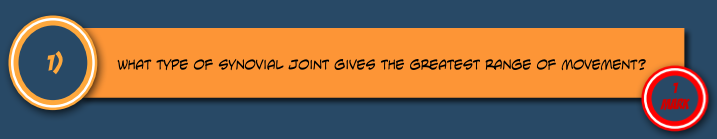 1)
WHAT TYPE OF SYNOVIAL JOINT GIVES THE GREATEST RANGE OF MOVEMENT?
1
MARK